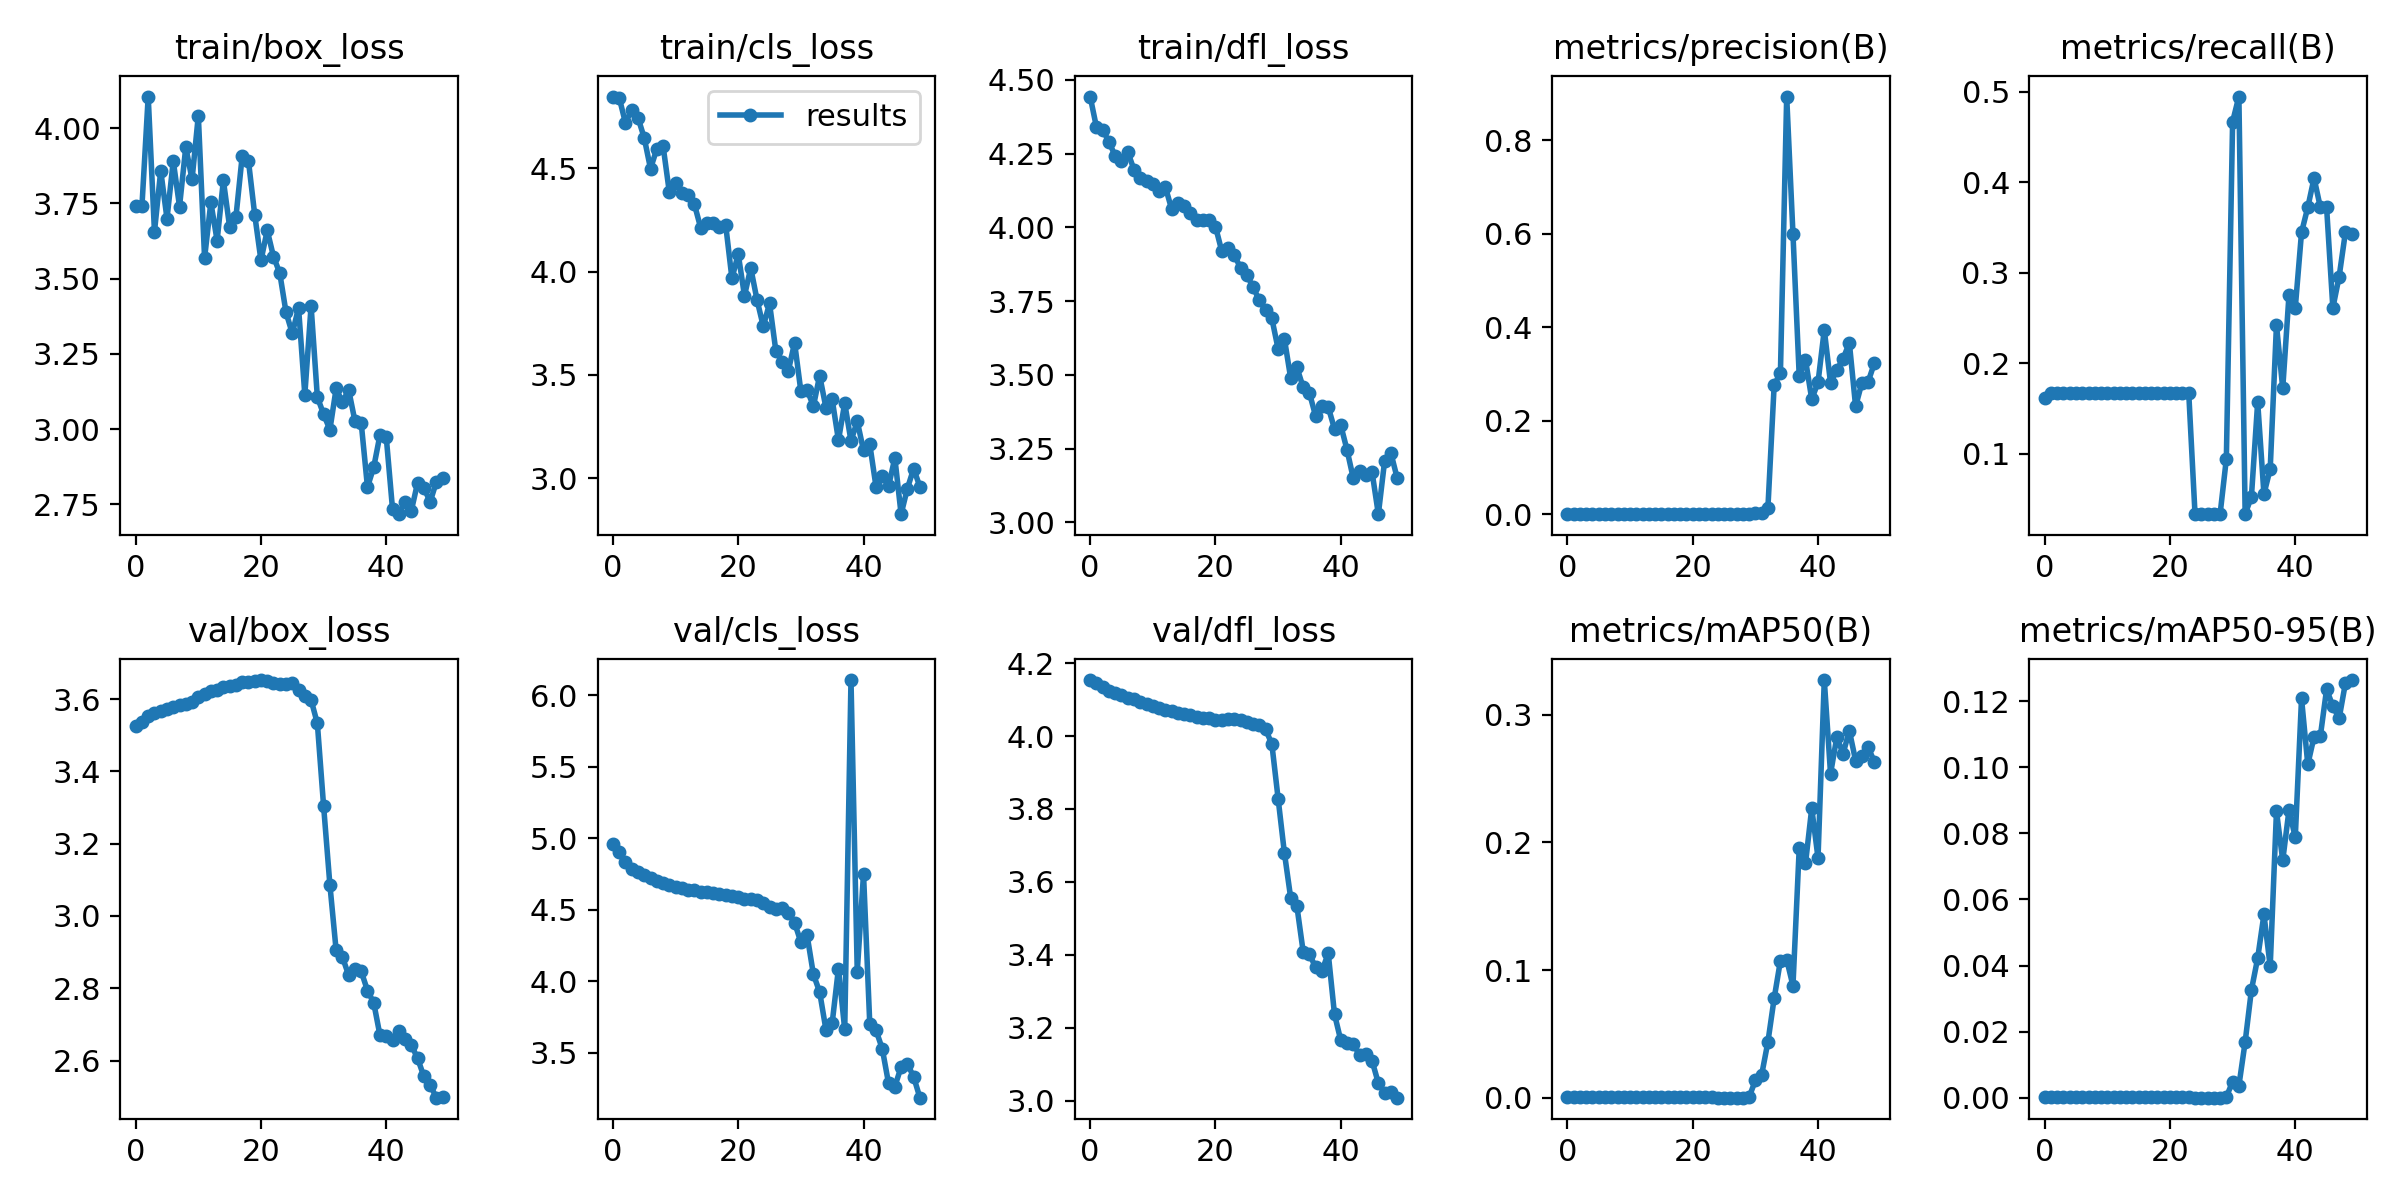 train/box_loss
4.00
3.75
3.50
3.25
3.00
2.75
0 20 40
train/cls_loss
results
4.5
4.0
3.5
3.0
0 20 40
train/dfl_loss
4.50
4.25
4.00
3.75
3.50
3.25
3.00
0 20 40
metrics/precision(B)
0.8
0.6
0.4
0.2
0.0
0 20 40
metrics/recall(B)
0.5
0.4
0.3
0.2
0.1
0 20 40
val/box_loss
3.6
3.4
3.2
3.0
2.8
2.6
0 20 40
val/cls_loss
6.0
5.5
5.0
4.5
4.0
3.5
0 20 40
val/dfl_loss
4.2
4.0
3.8
3.6
3.4
3.2
3.0
0 20 40
metrics/mAP50(B)
0.3
0.2
0.1
0.0
0 20 40
metrics/mAP50-95(B)
0.12
0.10
0.08
0.06
0.04
0.02
0.00
0 20 40